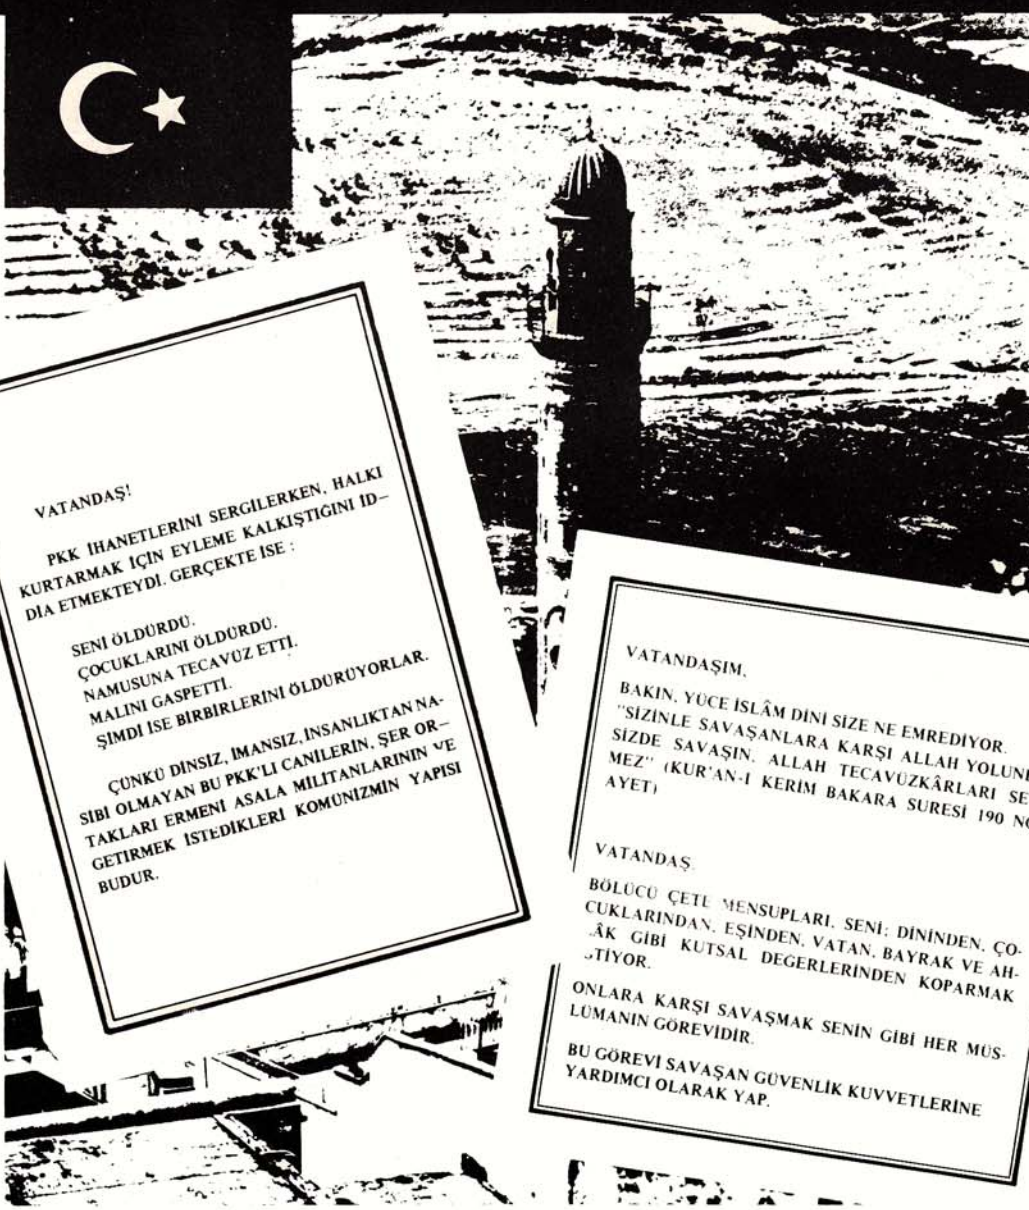 VATANDAŞ!
PKK İHANETLERİNİ SERGİLERKEN, HALKI
KURTARMAK İÇİN EYLEME KALKIŞTIĞINI İD–
DİA ETMEKTEYDİ. GERÇEKTE İSE :
SENİ ÖLDÜRDÜ.
ÇOCUKLARINI ÖLDÜRDÜ.
NAMUSUNA TECAVÜZ ETTİ.
MALINI GASPETTİ.
ŞİMDİ İSE BİRBİRLERİNİ ÖLDÜRÜYORLAR.
ÇÜNKÜ DİNSİZ, İMANSIZ, İNSANLIKTAN NA-
SİBİ OLMAYAN BU PKK'LI CANİLERİN, ŞER OR–
TAKLARI ERMENİ ASALA MİLİTANLARININ VE
GETİRMEK İSTEDİKLERİ KOMÜNİZMİN YAPISI
BUDUR.
VATANDAŞIM,
BAKIN, YÜCE İSLÂM DİNİ SİZE NE EMREDİYOR.
"SİZİNLE SAVAŞANLARA KARŞI ALLAH YOLUN
SİZDE SAVAŞIN. ALLAH TECAVÜZKÂRLARI SE
MEZ" (KUR'AN-I KERİM BAKARA SURESİ 190 NO
AYET)
VATANDAŞ,
BÖLÜCÜ ÇETE MENSUPLARI, SENİ; DİNİNDEN, ÇO-
CUKLARINDAN, EŞİNDEN, VATAN, BAYRAK VE AH-
LÂK GİBİ KUTSAL DEĞERLERİNDEN KOPARMAK
STİYOR.
ONLARA KARŞI SAVAŞMAK SENİN GİBİ HER MÜS-
LÜMANIN GÖREVİDİR.
BU GÖREVİ SAVAŞAN GÜVENLİK KUVVETLERİNE
YARDIMCI OLARAK YAP.